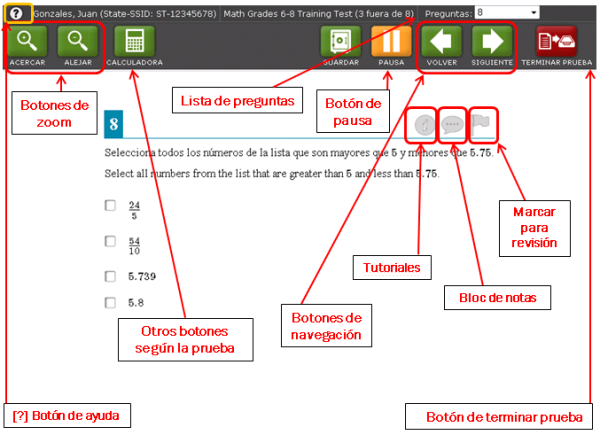 ? Gonzales, Juan (State-SSID: ST-12345678) Math Grades 6-8 Training Test (3 fuera de 8) Preguntas: 8
ACERCAR ALEJAR CALCULADORA GUARDAR PAUSA VOLVER SIGUIENTE TERMINAR PRUEBA
Botones de
zoom
Lista de preguntas
Botón de
pausa
8
Selecciona todos los números de la lista que son mayores que 5 y menores que 5.75.
Select all numbers from the list that are greater than 5 and less than 5.75.
24
5
54
10
5.739
5.8
Marcar
para
revisión
Tutoriales
Bloc de notas
Otros botones
según la prueba
Botones de
navegación
[?] Botón de ayuda
Botón de terminar prueba